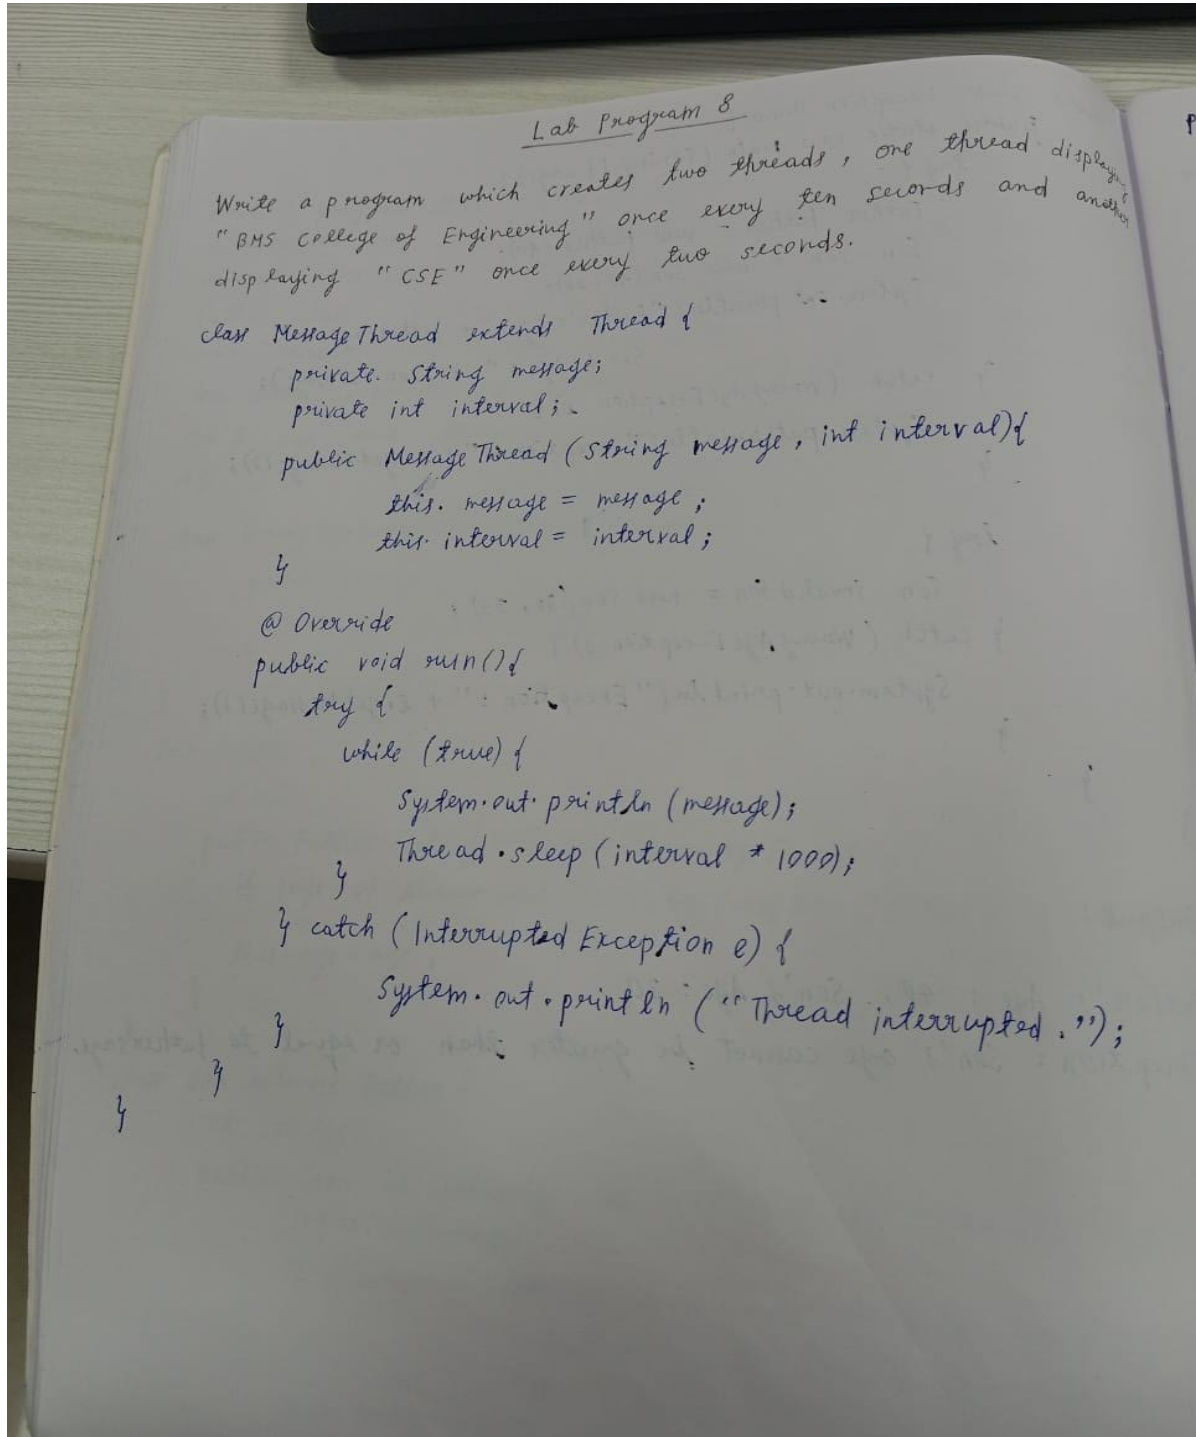 Lab Program 8
Write a program which creates two threads, one thread displaying
"BMS College of Engineering" once every ten seconds and another
displaying "CSE" once every two seconds.
class MessageThread extends Thread {
private String message;
private int interval;
public MessageThread (String message, int interval){
this.message = message;
this.interval = interval;
}
@Override
public void run(){
try {
while (true) {
System.out.println (message);
Thread.sleep (interval * 1000);
}
} catch (InterruptedException e) {
System.out.println ("Thread interrupted.");
}
}
}